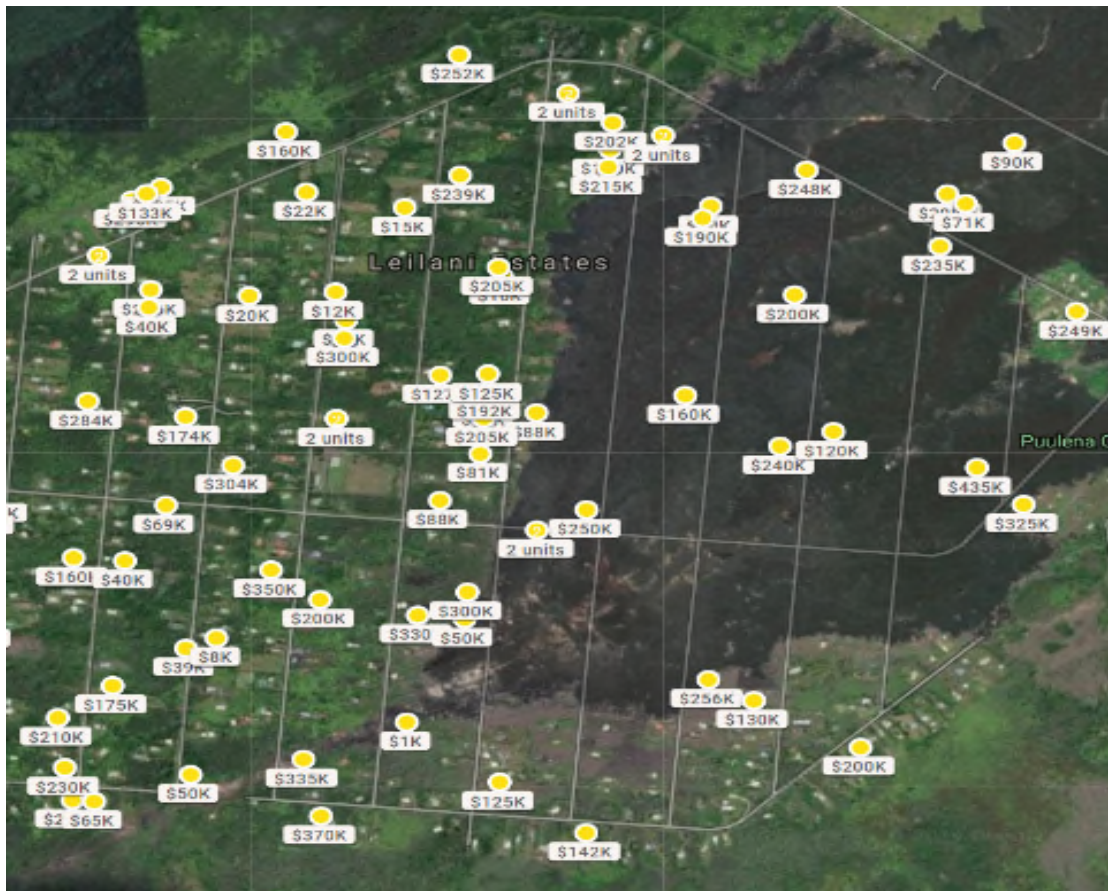 $252K
2 units
$202K
$160K
2 units
$90K
$215K
$248K
$239K
$22K
$133K
$15K
$71K
$190K
Leilani Estates
$235K
2 units
$205K
$12K
$20K
$200K
$249K
$40K
$300K
$125K
$160K
$192K
$284K
$174K
2 units
$205K
$88K
$120K
Puulena
$240K
$81K
$304K
$435K
$325K
K
$69K
$88K
$250K
2 units
$160K
$40K
$350K
$300K
$200K
$330
$50K
$8K
$39K
$175K
$256K
$130K
$210K
$1K
$200K
$335K
$230K
$50K
$125K
$65K
$370K
$142K